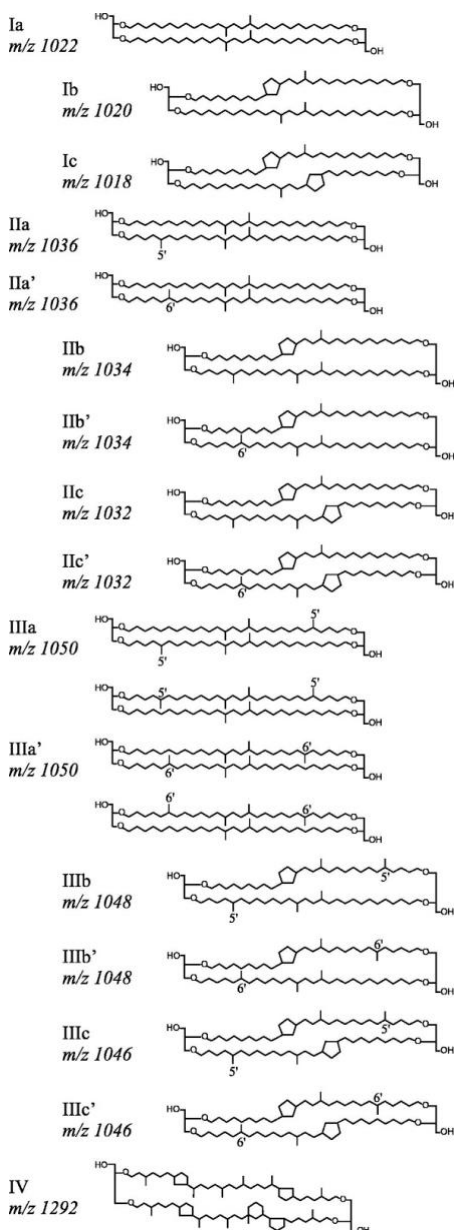 Ia HO
O O
m/z 1022 O O OH
Ib HO O
m/z 1020 O
O O OH
Ic HO O
m/z 1018 O O
O OH
IIa HO
O O
m/z 1036 O O OH
5'
IIa' HO
O O
m/z 1036 O 6' O OH
IIb HO O
m/z 1034 O
O O OH
IIb' HO O
m/z 1034 O
O 6' O OH
IIc HO O
m/z 1032 O O
O OH
IIc' HO O
m/z 1032 O O
O 6' OH
IIIa HO 5'
O O
m/z 1050 O O OH
5'
HO 5' 5'
O O
O O OH
IIIa' HO
O 6' O
m/z 1050 O 6' O OH
HO 6'
O O
O 6' O OH
IIIb HO O
m/z 1048 O 5'
O O OH
5'
IIIb' HO O
m/z 1048 O 6'
O 6' O OH
IIIc HO O
m/z 1046 O 5' O
O OH
5'
IIIc' HO 6' O
m/z 1046 O O
O 6' OH
IV HO
O O
m/z 1292 O O OH